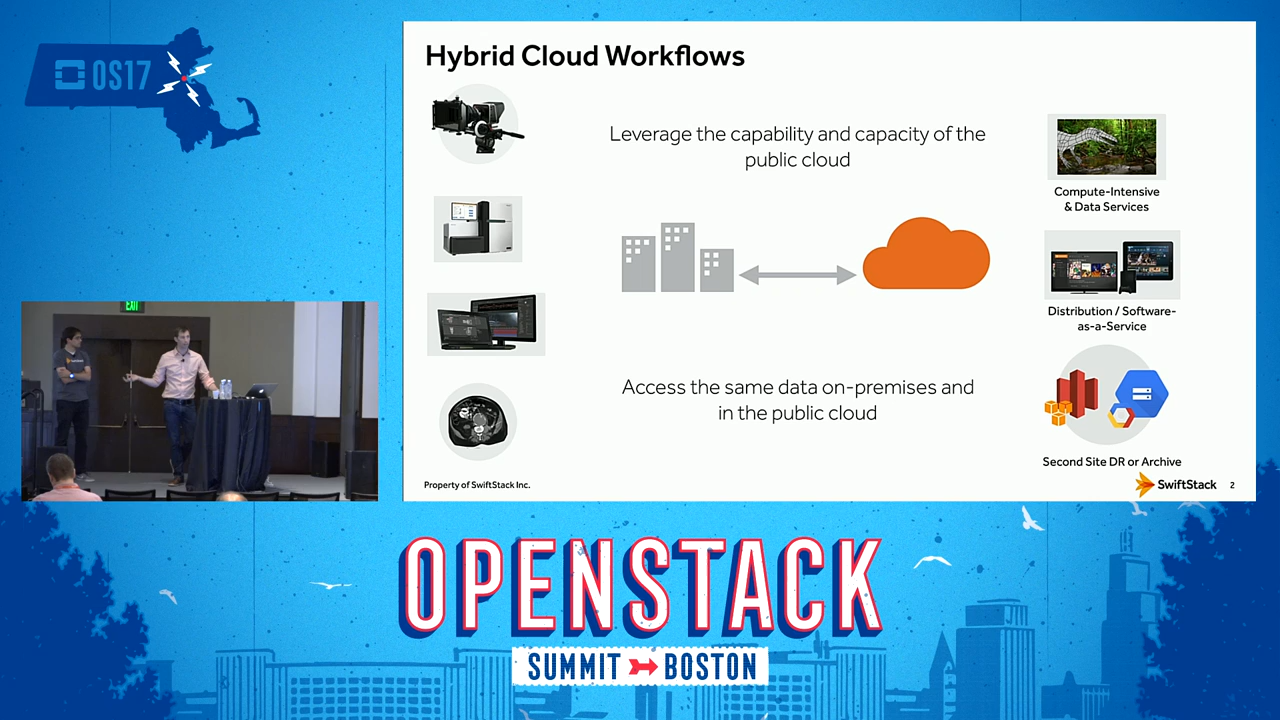 OS17
Hybrid Cloud Workflows
Leverage the capability and capacity of the
public cloud
Access the same data on-premises and
in the public cloud
Compute-Intensive
& Data Services
Distribution / Software-
as-a-Service
Second Site DR or Archive
Property of SwiftStack Inc.
SwiftStack
2
EXIT
OPENSTACK
SUMMIT BOSTON